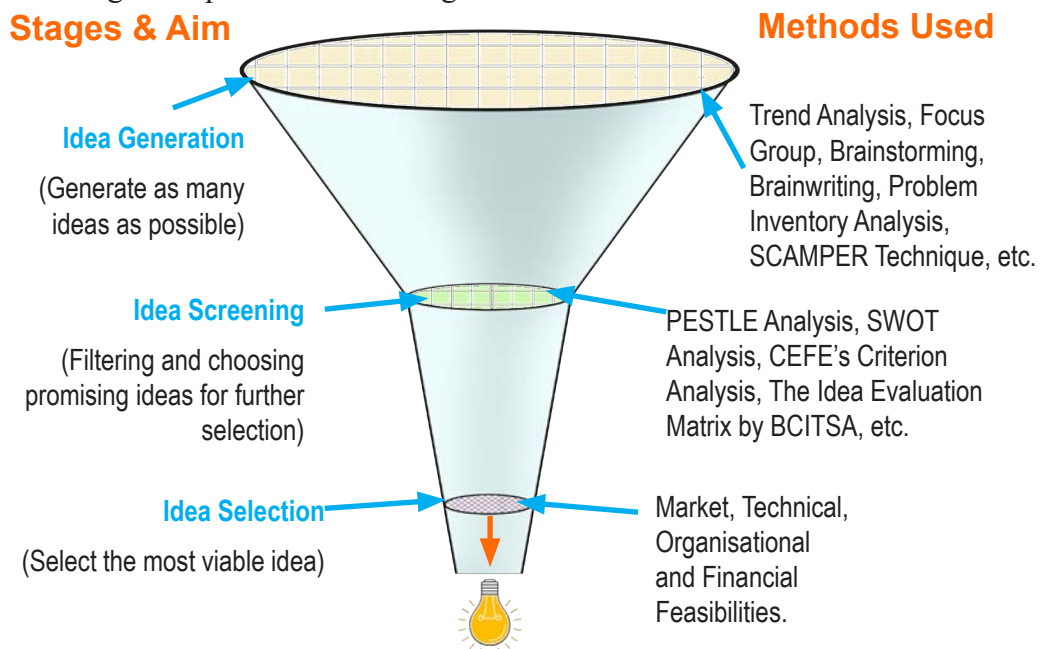 Stages & Aim
Methods Used
Idea Generation
(Generate as many
ideas as possible)
Trend Analysis, Focus
Group, Brainstorming,
Brainwriting, Problem
Inventory Analysis,
SCAMPER Technique, etc.
Idea Screening
(Filtering and choosing
promising ideas for further
selection)
PESTLE Analysis, SWOT
Analysis, CEFE's Criterion
Analysis, The Idea Evaluation
Matrix by BCITSA, etc.
Idea Selection
(Select the most viable idea)
Market, Technical,
Organisational
and Financial
Feasibilities.